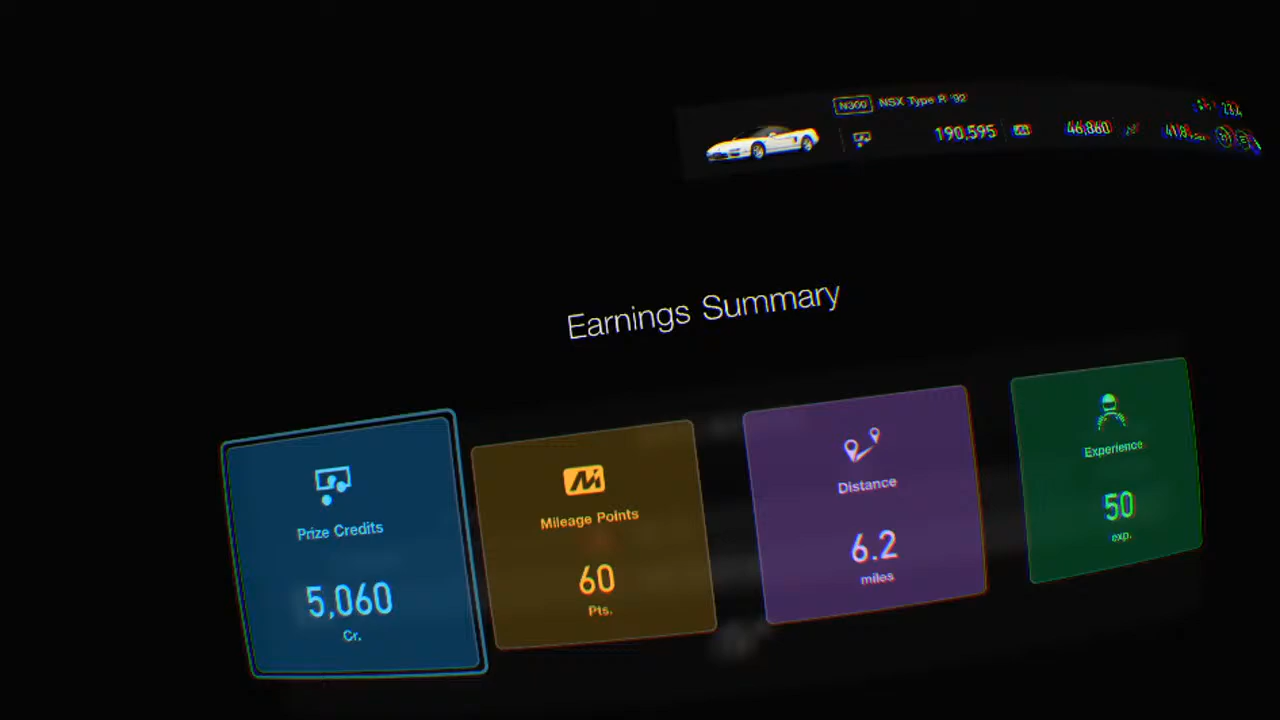 N300 NSX Type R '92
190,595 46,860
Earnings Summary
Prize Credits
5,060
Cr.
Mileage Points
60
Pts.
Distance
6.2
miles
Experience
50
exp.